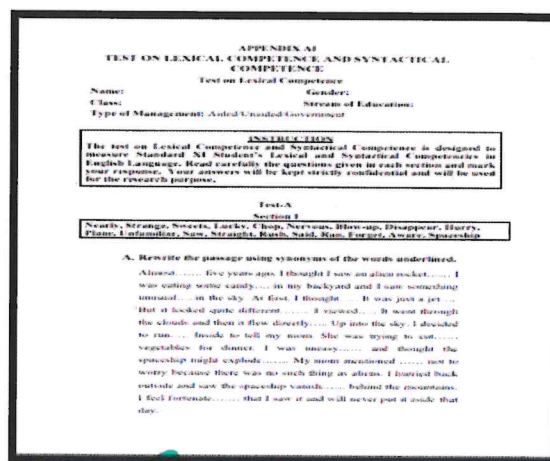 APPENDIX AI
TEST ON LEXICAL COMPETENCE AND SYNTACTICAL
COMPETENCE
Test on Lexical Competence
Name: Gender:
Class: Stream of Education:
Type of Management: Aided/Unaided/Government
INSTRUCTION
The test on Lexical Competence and Syntactical Competence is designed to
measure Standard XI Student's Lexical and Syntactical Competencies in
English Language. Read carefully the questions given in each section and mark
your response. Your answers will be kept strictly confidential and will be used
for the research purpose.
Test-A
Section I
Nearly, Strange, Sweets, Lucky, Chop, Nervous, Blow-up, Disappear, Hurry,
Plane, Unfamiliar, Saw, Straight, Rush, Said, Ran, Forget, Aware, Spaceship
A. Rewrite the passage using synonyms of the words underlined.
Almost....... five years ago, I thought I saw an alien rocket....... I
was eating some candy.... in my backyard and I saw something
unusual.....in the sky. At first, I thought ..... It was just a jet ....
But it looked quite different......... I viewed..... It went through
the clouds and then it flew directly..... Up into the sky. I decided
to run.... Inside to tell my mom. She was trying to cut......
vegetables for dinner. I was uneasy...... and thought the
spaceship might explode........ My mom mentioned ...... not to
worry because there was no such thing as aliens. I hurried back
outside and saw the spaceship vanish...... behind the mountains.
I feel fortunate....... that I saw it and will never put it aside that
day.